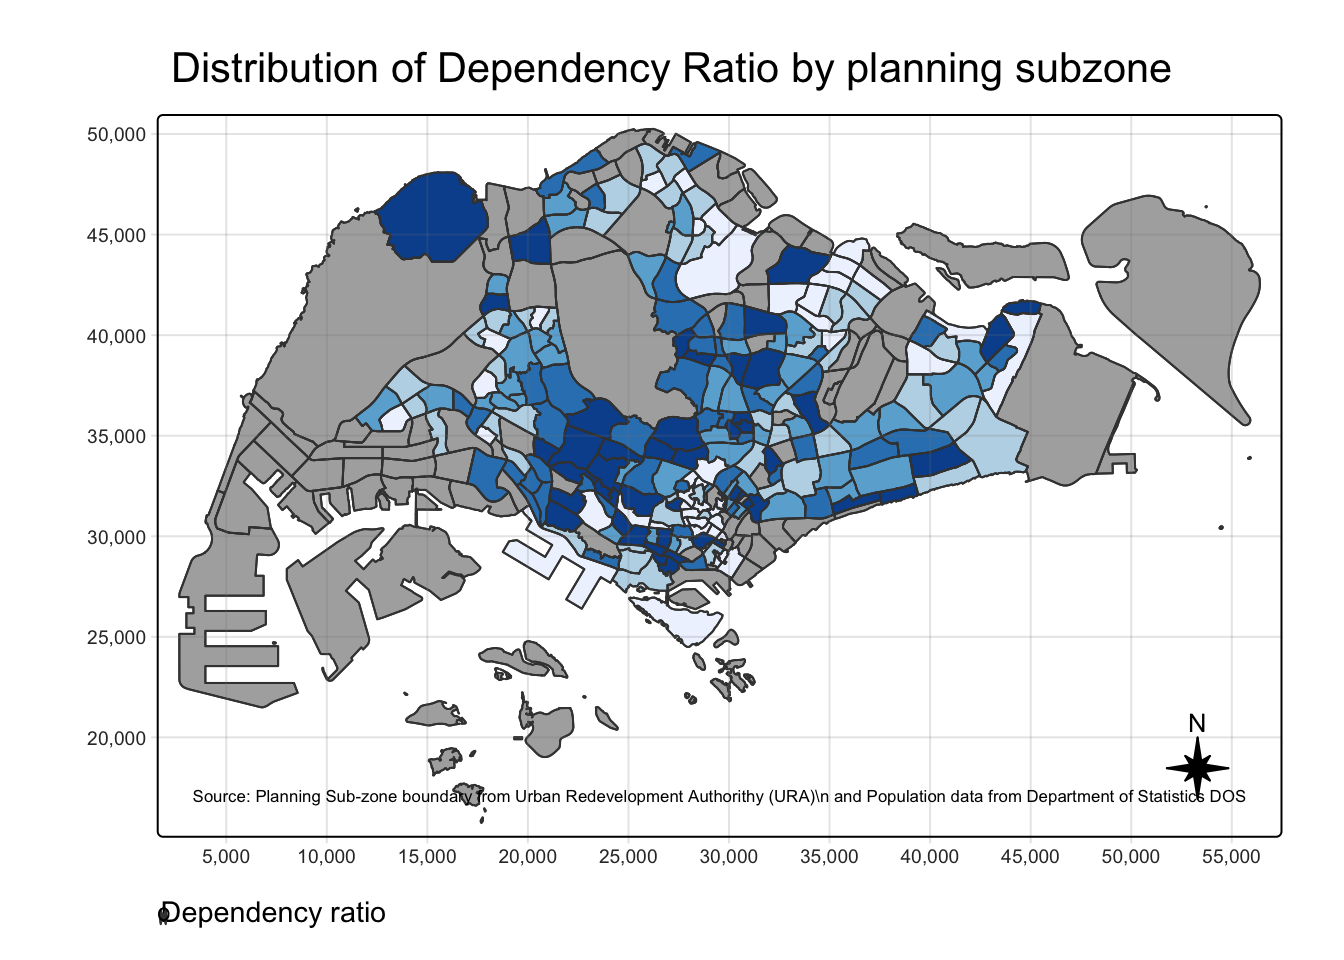 Distribution of Dependency Ratio by planning subzone
50,000
45,000
40,000
35,000
30,000
25,000
20,000
N
Source: Planning Sub-zone boundary from Urban Redevelopment Authorithy (URA)\n and Population data from Department of Statistics DOS
5,000 10,000 15,000 20,000 25,000 30,000 35,000 40,000 45,000 50,000 55,000
Dependency ratio